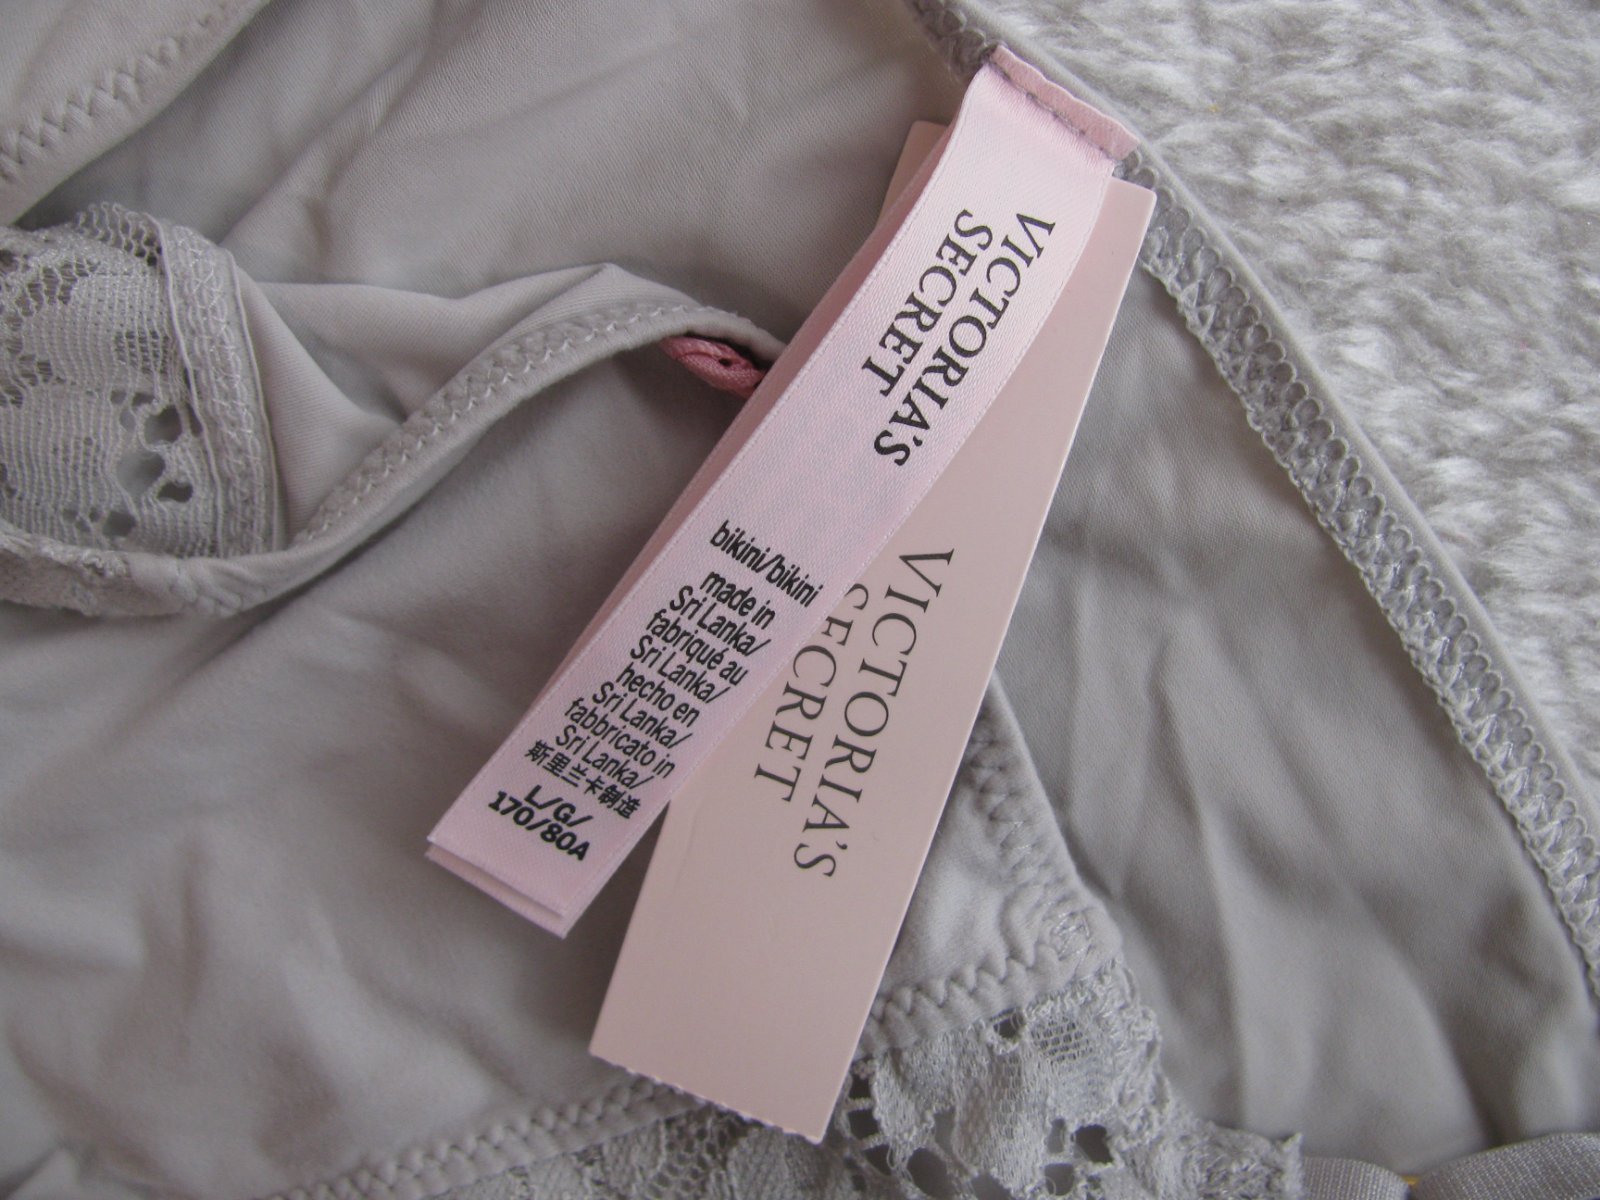 VICTORIA'S
SECRET
bikini/bikini
made in
Sri Lanka/
fabriqué au
Sri Lanka/
hecho en
Sri Lanka/
fabbricato in
Sri Lanka/
斯里兰卡制造
L/G/
170/80A
VICTORIA'S
SECRET